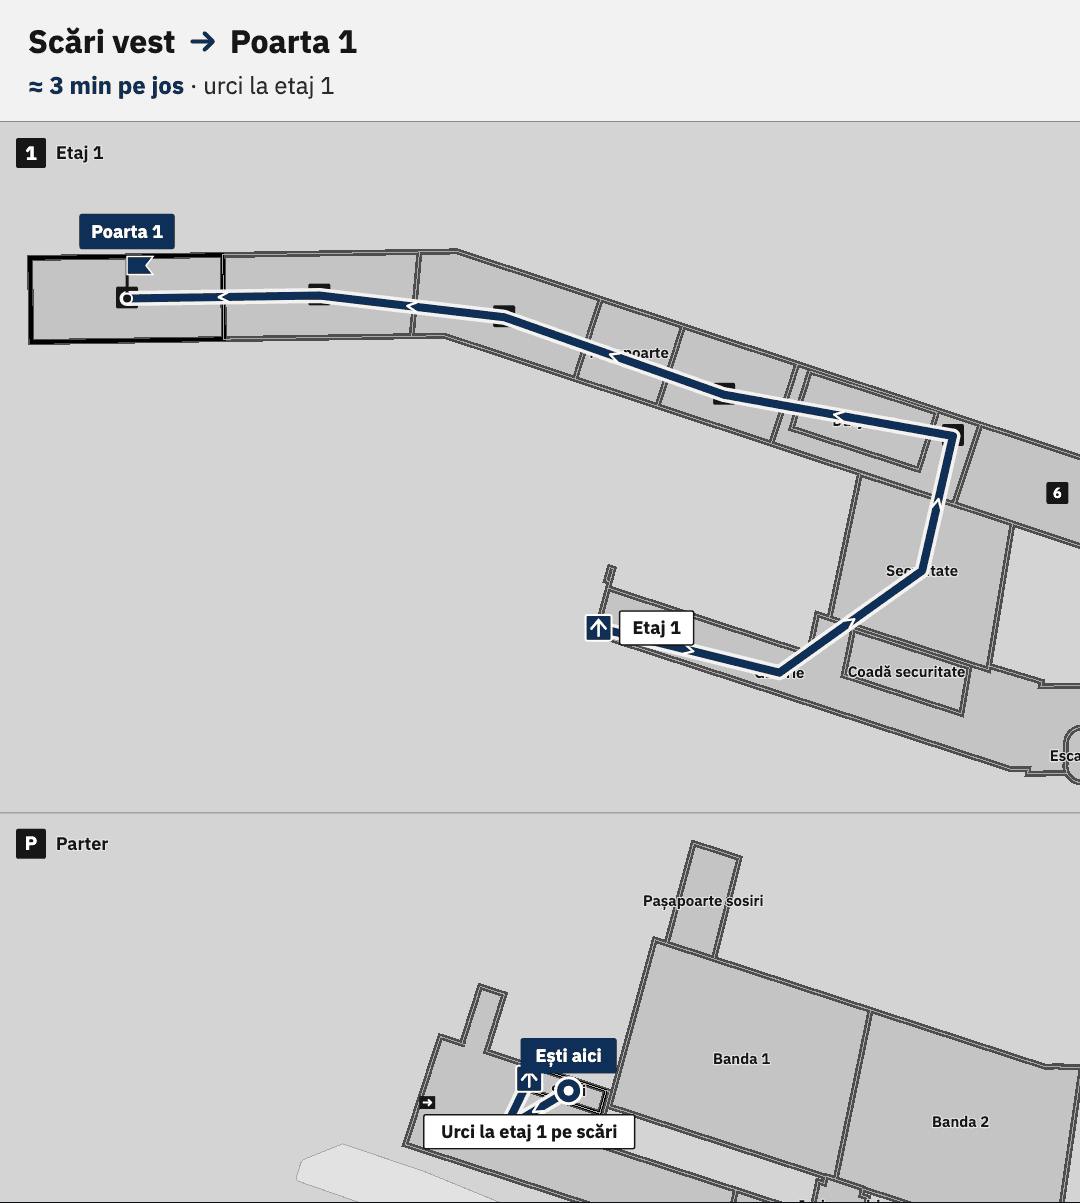 Scări vest → Poarta 1
≈ 3 min pe jos · urci la etaj 1
1 Etaj 1
Poarta 1
6
Etaj 1
Coadă securitate
P Parter
Pașapoarte sosiri
Ești aici
Banda 1
Urci la etaj 1 pe scări
Banda 2